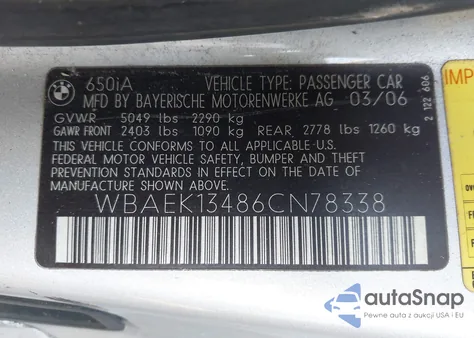 BMW
650iA VEHICLE TYPE: PASSENGER CAR
MFD BY BAYERISCHE MOTORENWERKE AG 03/06
GVWR 5049 lbs 2290 kg
GAWR FRONT 2403 lbs 1090 kg REAR 2778 lbs 1260 kg
THIS VEHICLE CONFORMS TO ALL APPLICABLE U.S.
FEDERAL MOTOR VEHICLE SAFETY, BUMPER AND THEFT
PREVENTION STANDARDS IN EFFECT ON THE DATE
OF MANUFACTURE SHOWN ABOVE.
WBAEK13486CN78338
2 122 606
IMP
autoSnap
Pewne auta z aukcji USA i EU